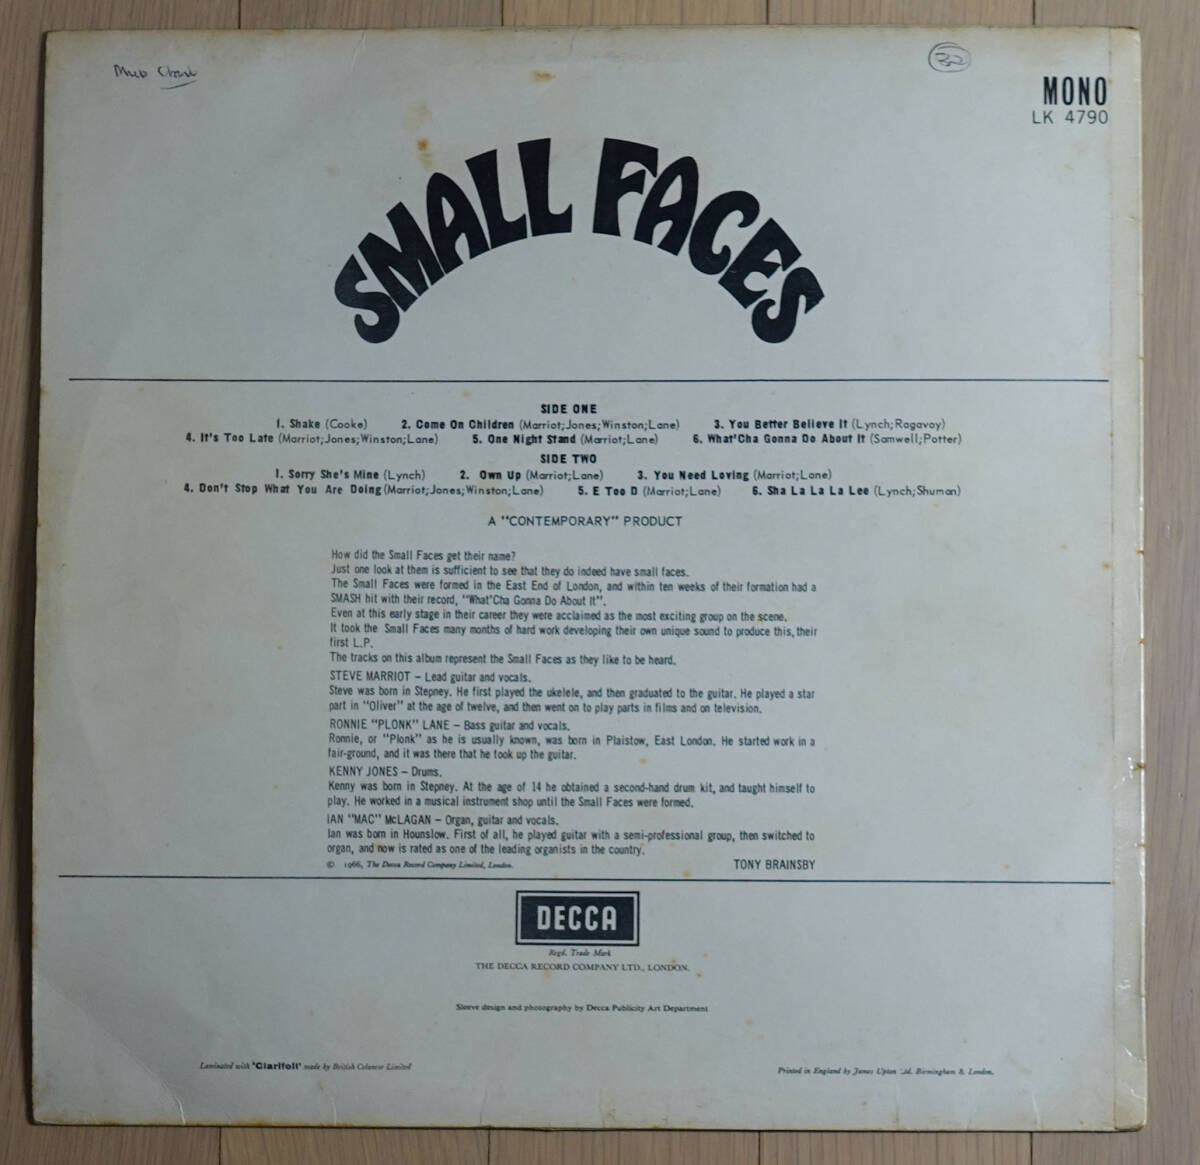 32
MONO
LK 4790
SMALL FACES
SIDE ONE
1. Shake (Cooke) 2. Come On Children (Marriot;Jones;Winston;Lane) 3. You Better Believe It (Lynch;Ragavoy)
4. It's Too Late (Marriot;Jones;Winston;Lane) 5. One Night Stand (Marriot;Lane) 6. What'Cha Gonna Do About It (Samwell;Potter)
SIDE TWO
1. Sorry She's Mine (Lynch) 2. Own Up (Marriot;Lane) 3. You Need Loving (Marriot;Lane)
4. Don't Stop What You Are Doing (Marriot;Jones;Winston;Lane) 5. E Too D (Marriot;Lane) 6. Sha La La La Lee (Lynch;Shuman)
A "CONTEMPORARY" PRODUCT
How did the Small Faces get their name?
Just one look at them is sufficient to see that they do indeed have small faces.
The Small Faces were formed in the East End of London, and within ten weeks of their formation had a
SMASH hit with their record, "What'Cha Gonna Do About It".
Even at this early stage in their career they were acclaimed as the most exciting group on the scene.
It took the Small Faces many months of hard work developing their own unique sound to produce this, their
first L.P.
The tracks on this album represent the Small Faces as they like to be heard.
STEVE MARRIOT – Lead guitar and vocals.
Steve was born in Stepney. He first played the ukelele, and then graduated to the guitar. He played a star
part in "Oliver" at the age of twelve, and then went on to play parts in films and on television.
RONNIE "PLONK" LANE – Bass guitar and vocals.
Ronnie, or "Plonk" as he is usually known, was born in Plaistow, East London. He started work in a
fair-ground, and it was there that he took up the guitar.
KENNY JONES – Drums.
Kenny was born in Stepney. At the age of 14 he obtained a second-hand drum kit, and taught himself to
play. He worked in a musical instrument shop until the Small Faces were formed.
IAN "MAC" McLAGAN – Organ, guitar and vocals.
Ian was born in Hounslow. First of all, he played guitar with a semi-professional group, then switched to
organ, and now is rated as one of the leading organists in the country.
© 1966, The Decca Record Company Limited, London. TONY BRAINSBY
DECCA
Regd. Trade Mark
THE DECCA RECORD COMPANY LTD., LONDON.
Sleeve design and photography by Decca Publicity Art Department
Laminated with 'Clarifoil' made by British Celanese Limited
Printed in England by James Upton Ltd. Birmingham & London.